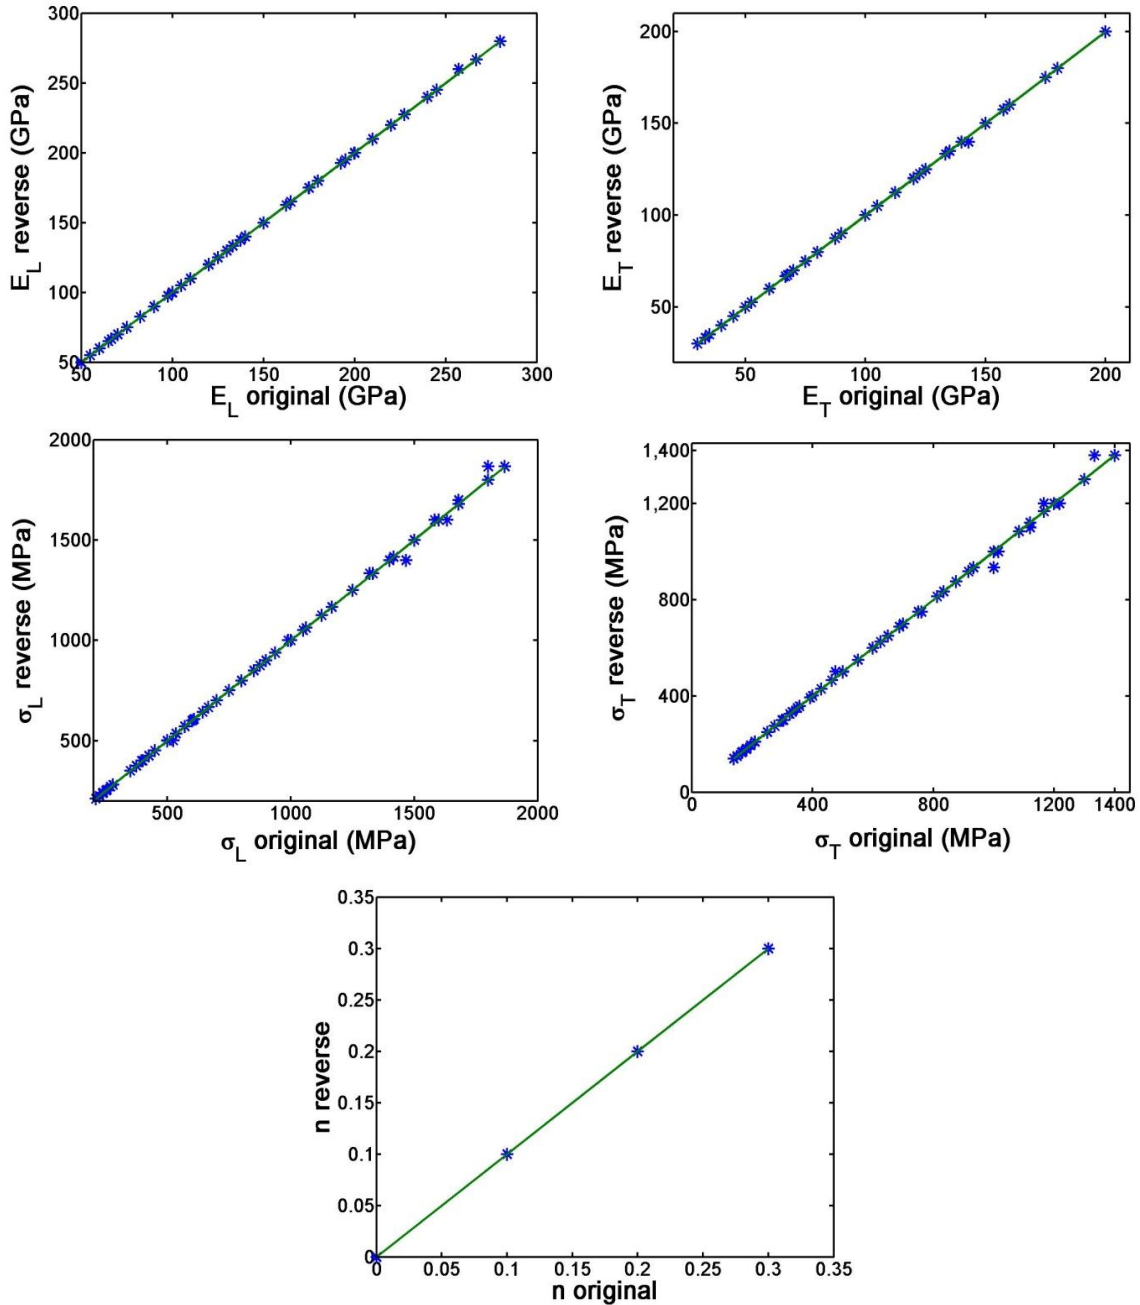 300
250
200
150
100
50
E_L reverse (GPa)
50 100 150 200 250 300
E_L original (GPa)
200
150
100
50
E_T reverse (GPa)
50 100 150 200
E_T original (GPa)
2000
1500
1000
500
σ_L reverse (MPa)
500 1000 1500 2000
σ_L original (MPa)
1,400
1,200
800
400
0
σ_T reverse (MPa)
0 400 800 1200 1400
σ_T original (MPa)
0.35
0.3
0.25
0.2
0.15
0.1
0.05
0
n reverse
0 0.05 0.1 0.15 0.2 0.25 0.3 0.35
n original